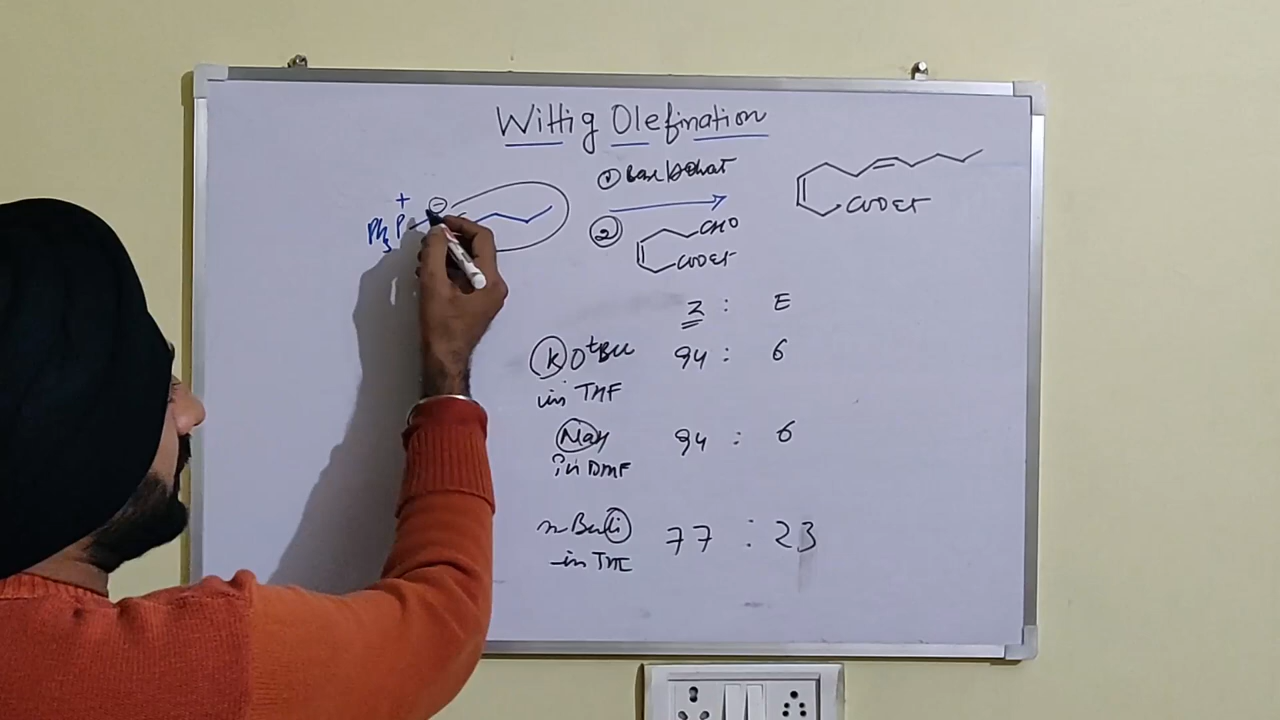 Wittig Olefination
① Base/Solvent
+
⊖
Ph₃P
COOEt
②
CHO
COOEt
Z : E
KOᵗBu 94 : 6
in THF
NaH 94 : 6
in DMF
n-BuLi 77 : 23
in THF